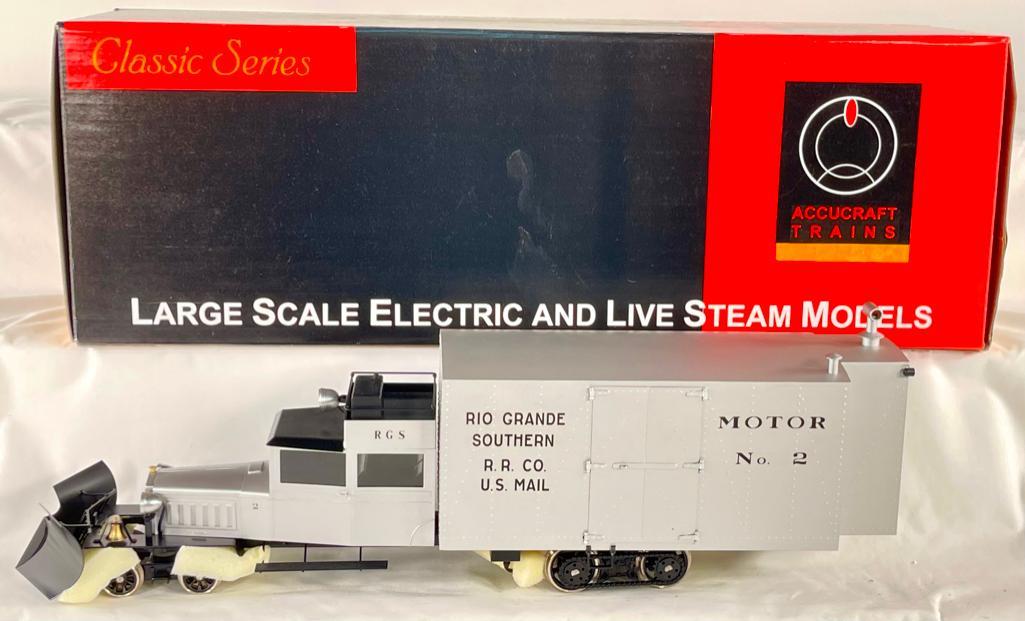 Classic Series
ACCUCRAFT
TRAINS
LARGE SCALE ELECTRIC AND LIVE STEAM MODELS
RGS
RIO GRANDE
SOUTHERN
R.R. CO.
U.S. MAIL
MOTOR
No. 2
2